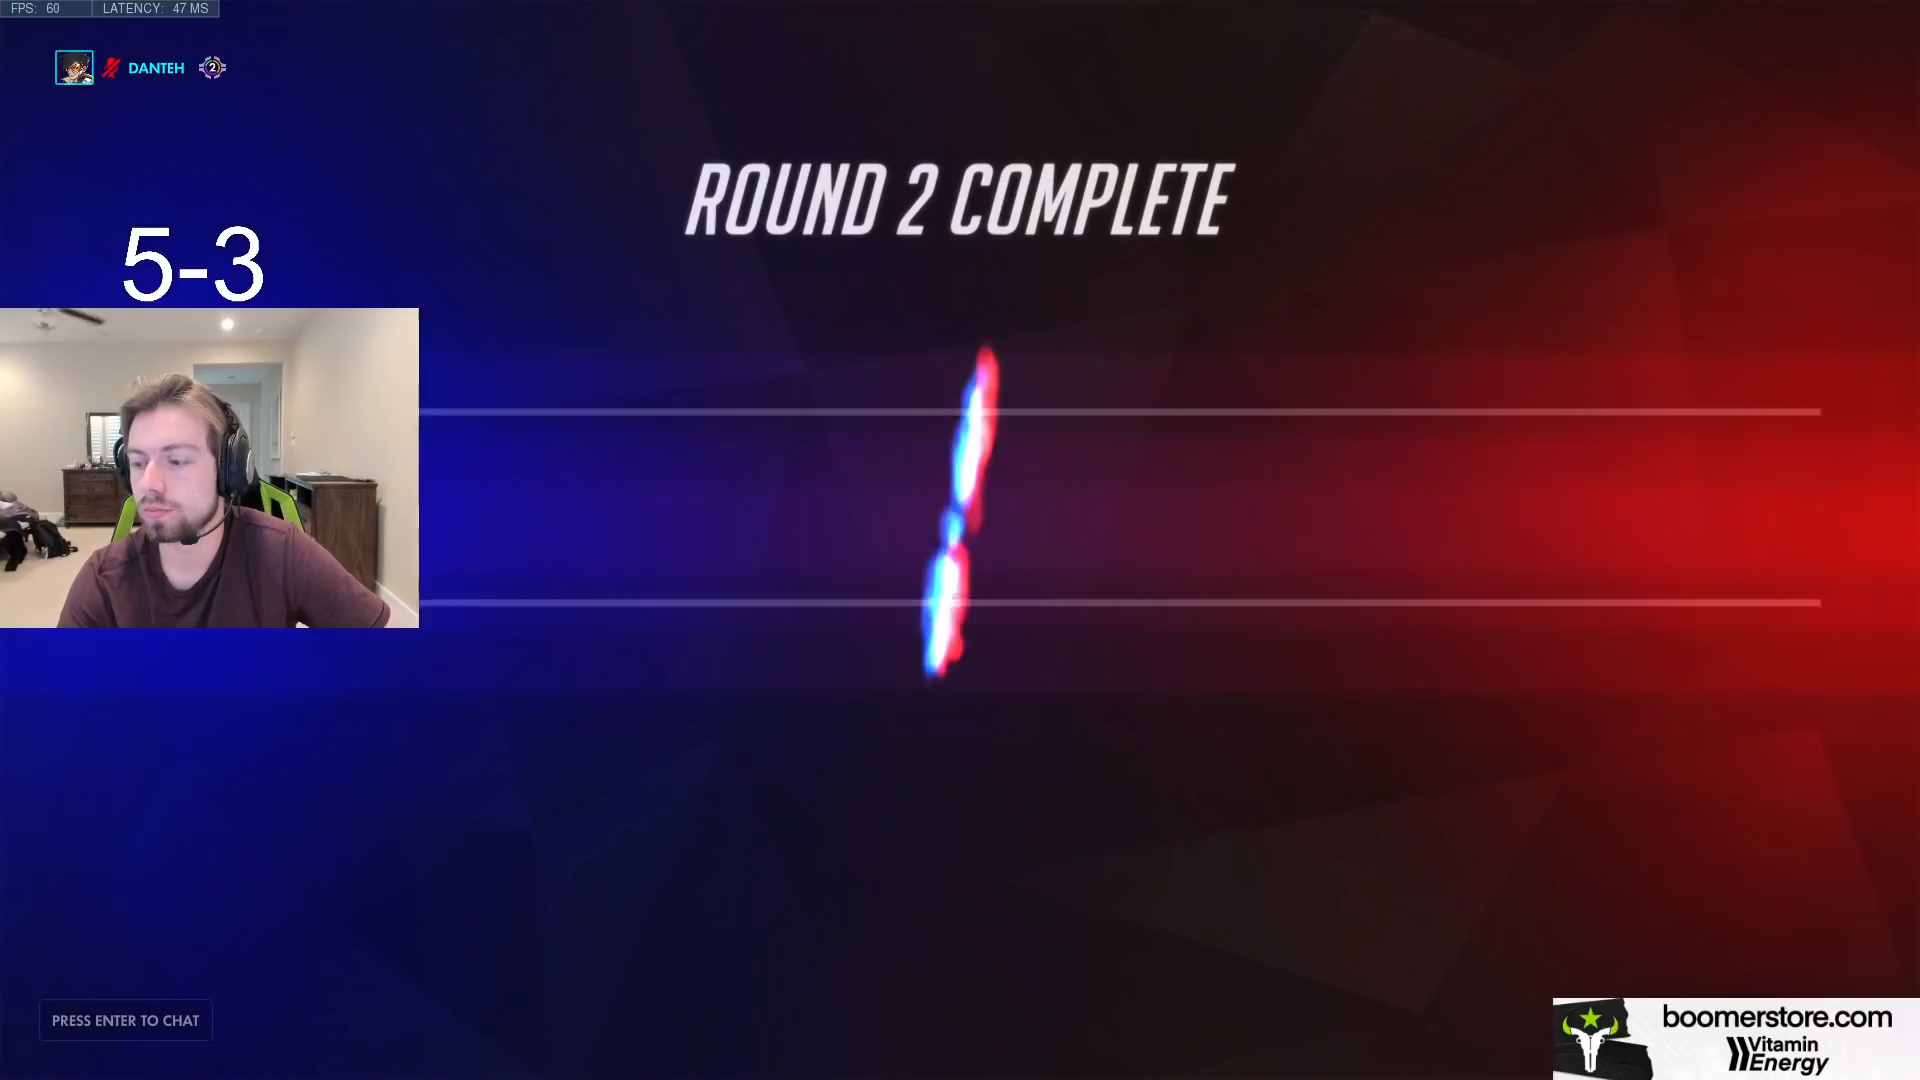 FPS: 60 LATENCY: 47 MS
DANTEH 2
ROUND 2 COMPLETE
5-3
PRESS ENTER TO CHAT
boomerstore.com
Vitamin
Energy